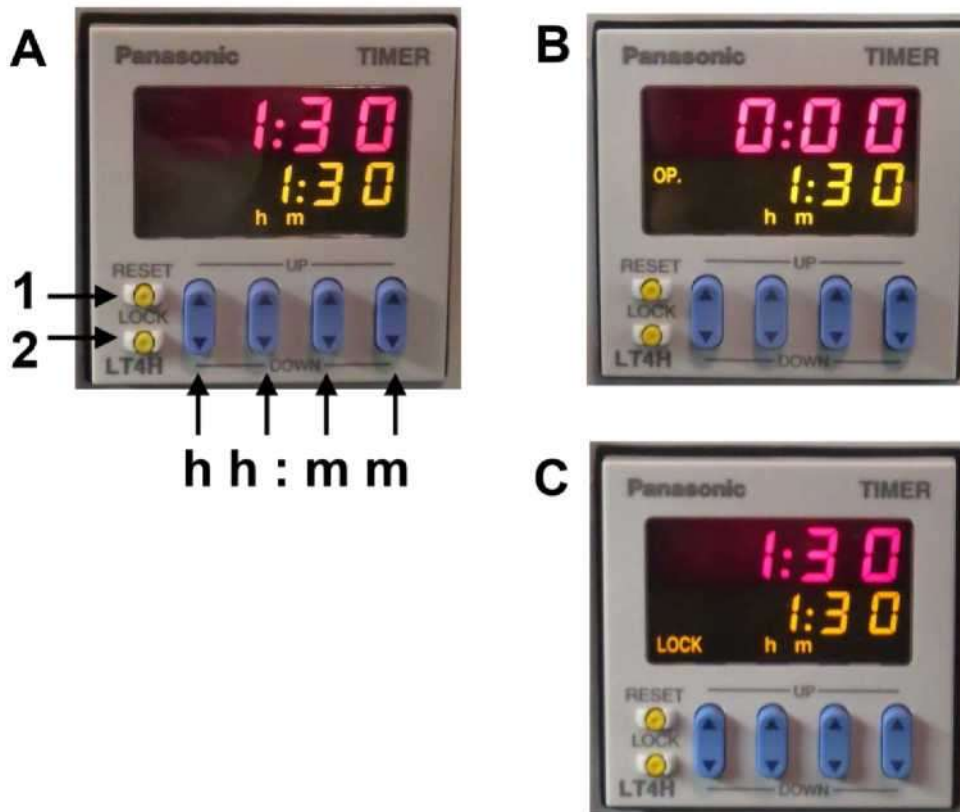 A
Panasonic TIMER
1:30
1:30
h m
RESET
UP
LOCK
LT4H
DOWN
1
2
h h : m m
B
Panasonic TIMER
0:00
OP. 1:30
h m
RESET
UP
LOCK
LT4H
DOWN
C
Panasonic TIMER
1:30
1:30
LOCK h m
RESET
UP
LOCK
LT4H
DOWN